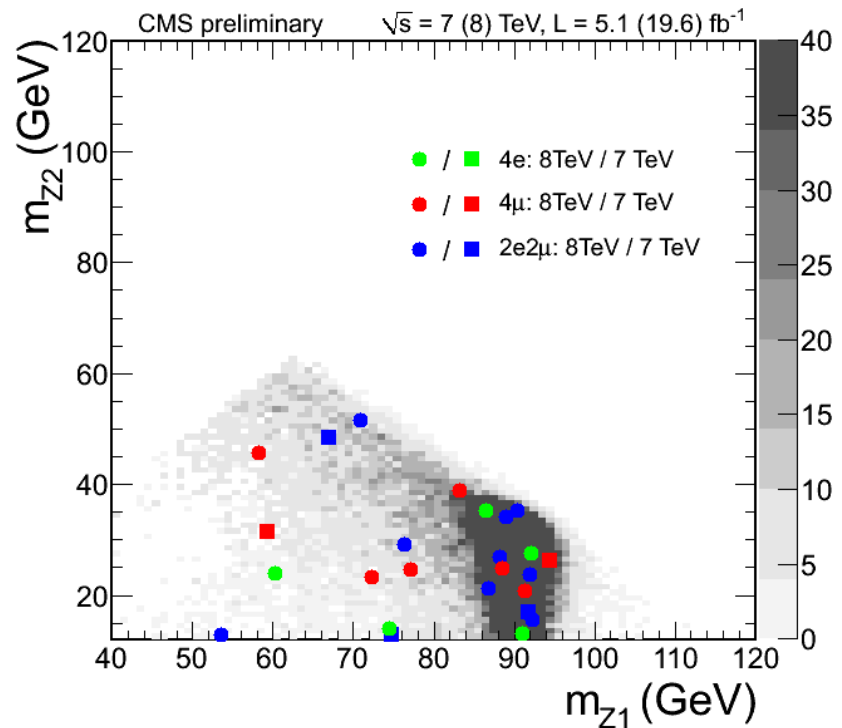 CMS preliminary √s = 7 (8) TeV, L = 5.1 (19.6) fb⁻¹
m_Z2 (GeV)
120
100
80
60
40
20
● / ■ 4e: 8TeV / 7 TeV
● / ■ 4μ: 8TeV / 7 TeV
● / ■ 2e2μ: 8TeV / 7 TeV
40 50 60 70 80 90 100 110 120
m_Z1 (GeV)
40
35
30
25
20
15
10
5
0